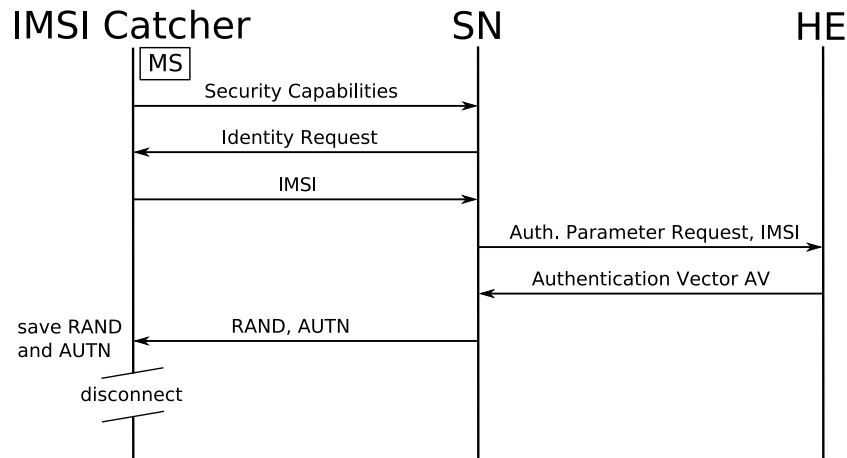 IMSI Catcher
SN
HE
MS
Security Capabilities
Identity Request
IMSI
Auth. Parameter Request, IMSI
Authentication Vector AV
RAND, AUTN
save RAND
and AUTN
disconnect